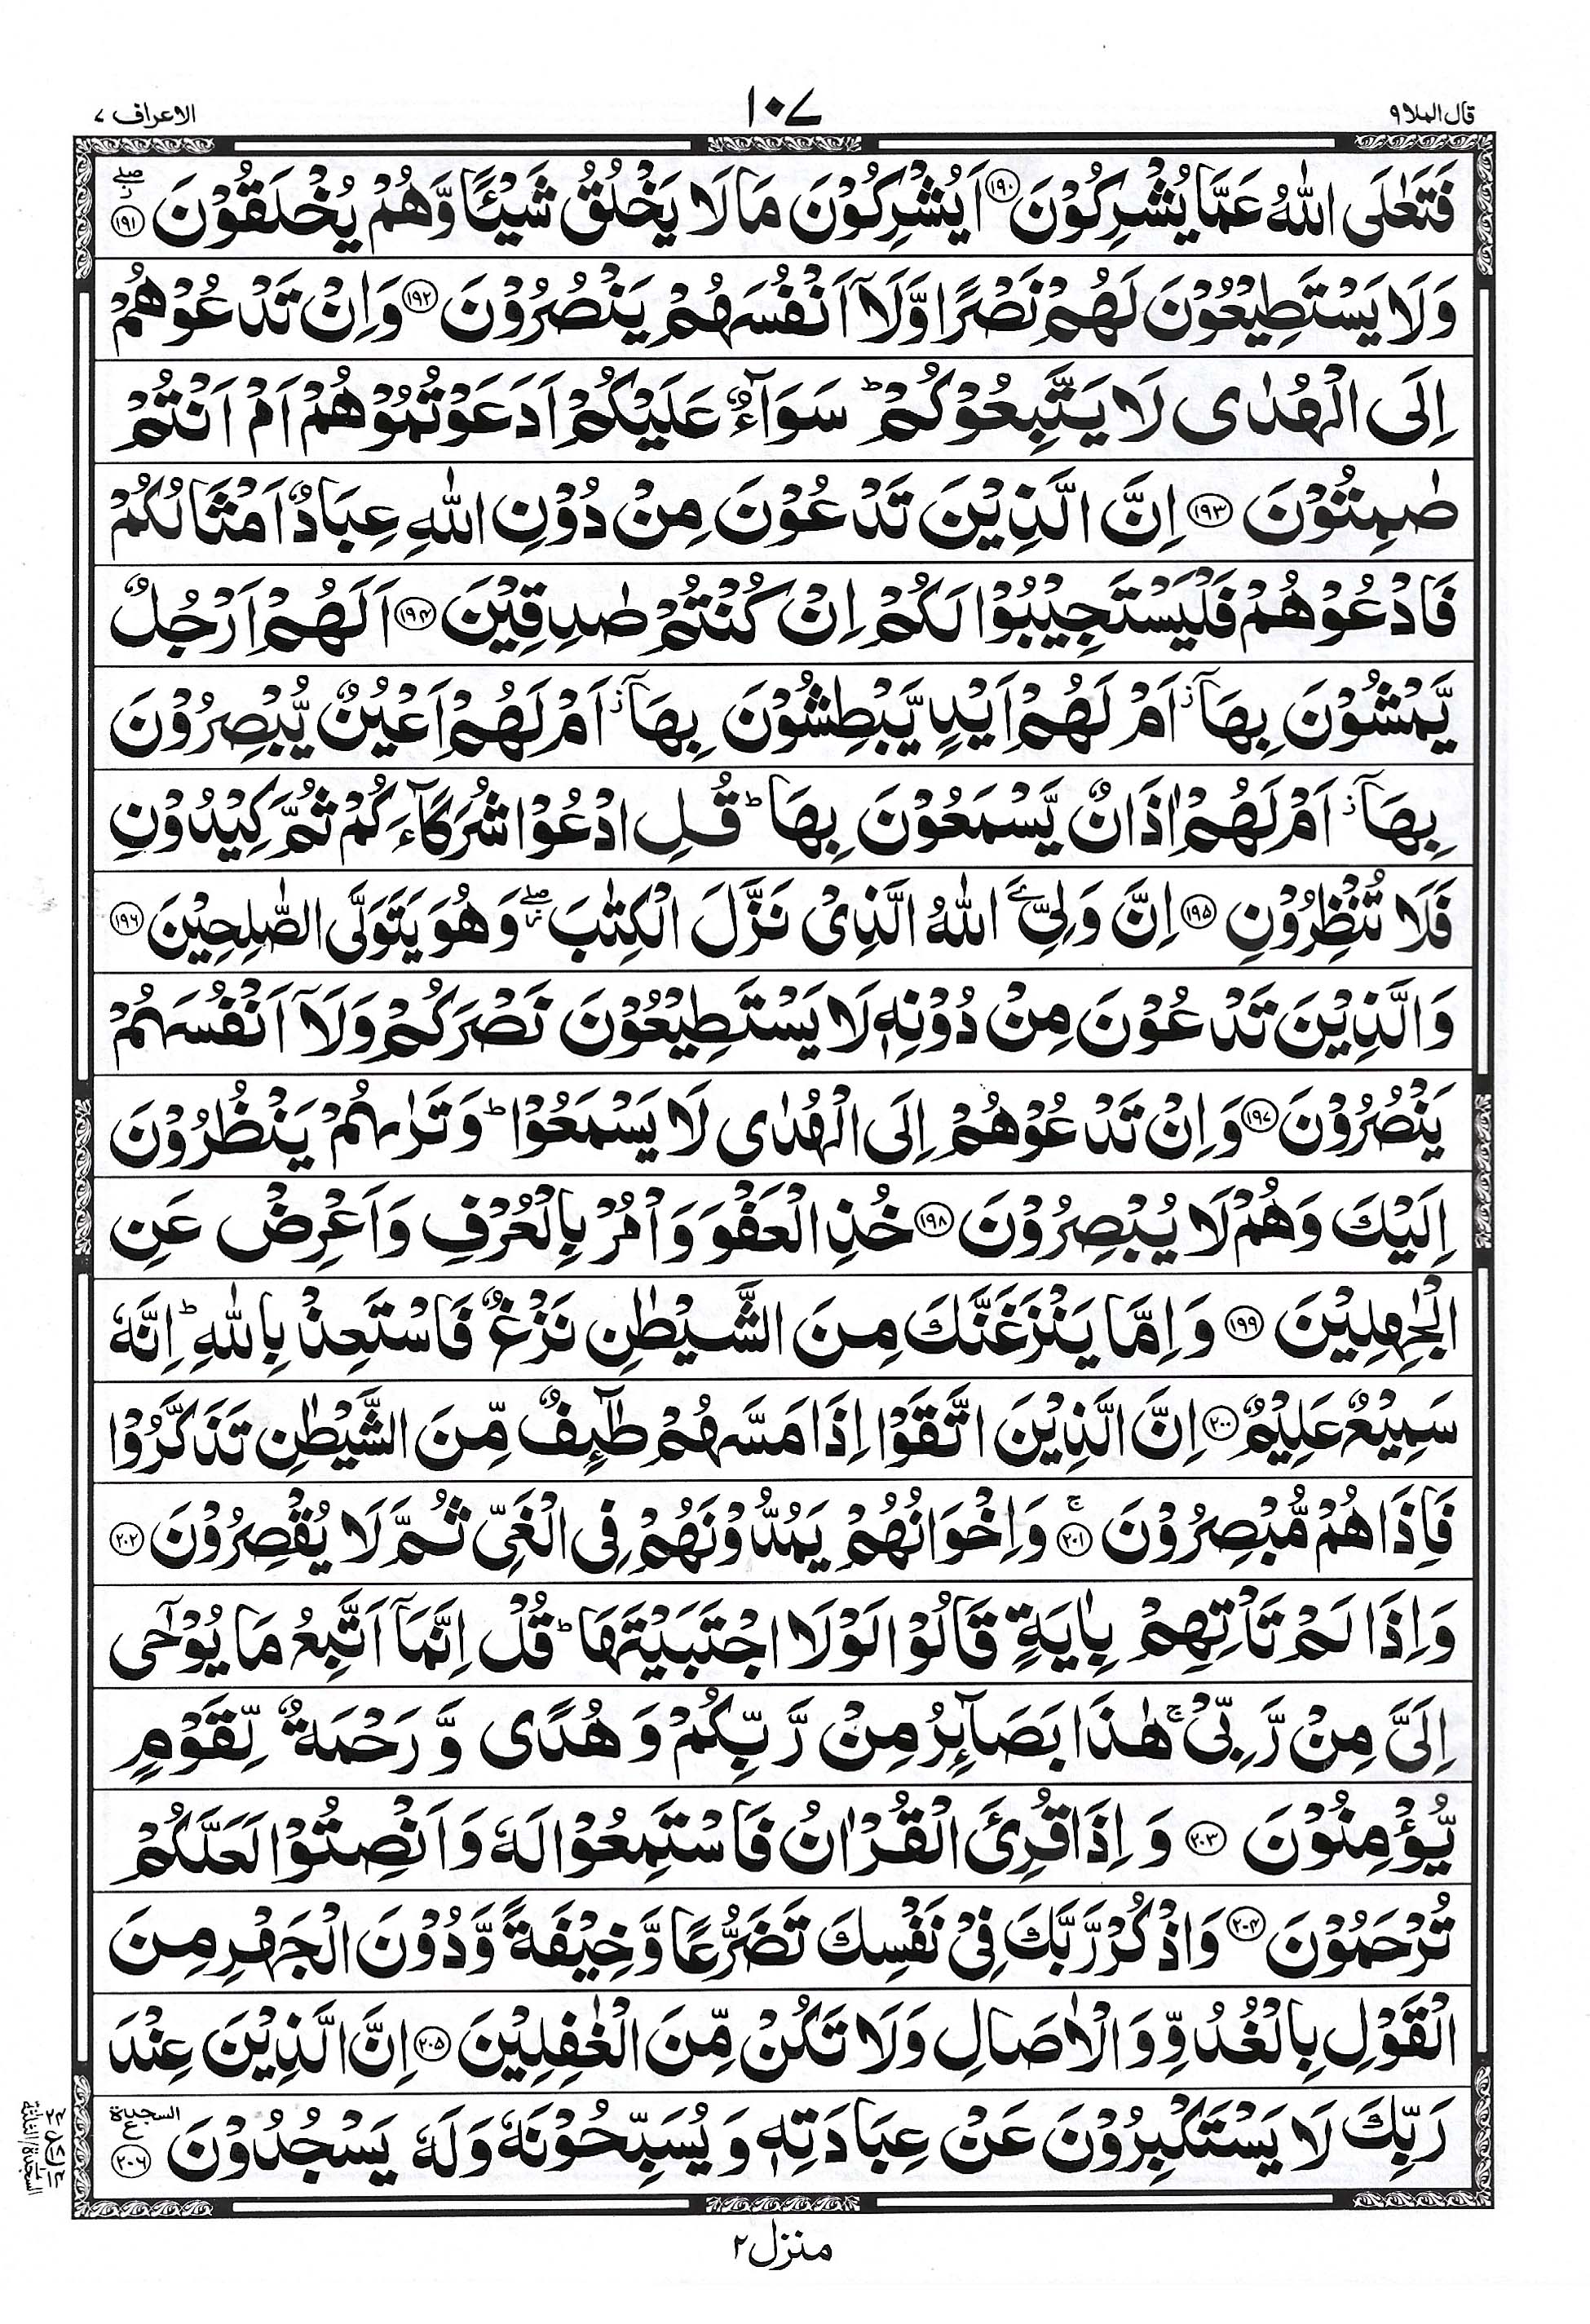 قال الملا ٩
١٠٧
الاعراف ٧
فَتَعٰلَى اللّٰهُ عَمَّا يُشْرِكُوْنَ ۝١٩٠ اَيُشْرِكُوْنَ مَا لَا يَخْلُقُ شَيْـًٔا وَّهُمْ يُخْلَقُوْنَ ۝١٩١
وَلَا يَسْتَطِيْعُوْنَ لَهُمْ نَصْرًا وَّلَاۤ اَنْفُسَهُمْ يَنْصُرُوْنَ ۝١٩٢ وَاِنْ تَدْعُوْهُمْ
اِلَى الْهُدٰى لَا يَتَّبِعُوْكُمْ ؕ سَوَآءٌ عَلَيْكُمْ اَدَعَوْتُمُوْهُمْ اَمْ اَنْتُمْ
صٰمِتُوْنَ ۝١٩٣ اِنَّ الَّذِيْنَ تَدْعُوْنَ مِنْ دُوْنِ اللّٰهِ عِبَادٌ اَمْثَالُكُمْ
فَادْعُوْهُمْ فَلْيَسْتَجِيْبُوْا لَكُمْ اِنْ كُنْتُمْ صٰدِقِيْنَ ۝١٩٤ اَلَهُمْ اَرْجُلٌ
يَّمْشُوْنَ بِهَاۤ ؗ اَمْ لَهُمْ اَيْدٍ يَّبْطِشُوْنَ بِهَاۤ ؗ اَمْ لَهُمْ اَعْيُنٌ يُّبْصِرُوْنَ
بِهَاۤ ؗ اَمْ لَهُمْ اٰذَانٌ يَّسْمَعُوْنَ بِهَا ؕ قُلِ ادْعُوْا شُرَكَآءَكُمْ ثُمَّ كِيْدُوْنِ
فَلَا تُنْظِرُوْنِ ۝١٩٥ اِنَّ وَلِيِّ َۧ اللّٰهُ الَّذِىْ نَزَّلَ الْكِتٰبَ ۖ وَهُوَ يَتَوَلَّى الصّٰلِحِيْنَ ۝١٩٦
وَالَّذِيْنَ تَدْعُوْنَ مِنْ دُوْنِهٖ لَا يَسْتَطِيْعُوْنَ نَصْرَكُمْ وَلَاۤ اَنْفُسَهُمْ
يَنْصُرُوْنَ ۝١٩٧ وَاِنْ تَدْعُوْهُمْ اِلَى الْهُدٰى لَا يَسْمَعُوْا ؕ وَتَرٰىهُمْ يَنْظُرُوْنَ
اِلَيْكَ وَهُمْ لَا يُبْصِرُوْنَ ۝١٩٨ خُذِ الْعَفْوَ وَاْمُرْ بِالْعُرْفِ وَاَعْرِضْ عَنِ
الْجٰهِلِيْنَ ۝١٩٩ وَاِمَّا يَنْزَغَنَّكَ مِنَ الشَّيْطٰنِ نَزْغٌ فَاسْتَعِذْ بِاللّٰهِ ؕ اِنَّهٗ
سَمِيْعٌ عَلِيْمٌ ۝٢٠٠ اِنَّ الَّذِيْنَ اتَّقَوْا اِذَا مَسَّهُمْ طٰٓئِفٌ مِّنَ الشَّيْطٰنِ تَذَكَّرُوْا
فَاِذَا هُمْ مُّبْصِرُوْنَ ۚ۝٢٠١ وَاِخْوَانُهُمْ يَمُدُّوْنَهُمْ فِى الْغَىِّ ثُمَّ لَا يُقْصِرُوْنَ ۝٢٠٢
وَاِذَا لَمْ تَاْتِهِمْ بِاٰيَةٍ قَالُوْا لَوْلَا اجْتَبَيْتَهَا ؕ قُلْ اِنَّمَاۤ اَتَّبِعُ مَا يُوْحٰۤى
اِلَىَّ مِنْ رَّبِّىْ ۚ هٰذَا بَصَآئِرُ مِنْ رَّبِّكُمْ وَهُدًى وَّرَحْمَةٌ لِّقَوْمٍ
يُّؤْمِنُوْنَ ۝٢٠٣ وَاِذَا قُرِئَ الْقُرْاٰنُ فَاسْتَمِعُوْا لَهٗ وَاَنْصِتُوْا لَعَلَّكُمْ
تُرْحَمُوْنَ ۝٢٠٤ وَاذْكُرْ رَّبَّكَ فِىْ نَفْسِكَ تَضَرُّعًا وَّخِيْفَةً وَّدُوْنَ الْجَهْرِ مِنَ
الْقَوْلِ بِالْغُدُوِّ وَالْاٰصَالِ وَلَا تَكُنْ مِّنَ الْغٰفِلِيْنَ ۝٢٠٥ اِنَّ الَّذِيْنَ عِنْدَ
رَبِّكَ لَا يَسْتَكْبِرُوْنَ عَنْ عِبَادَتِهٖ وَيُسَبِّحُوْنَهٗ وَلَهٗ يَسْجُدُوْنَ ۝٢٠٦ السجدة
منزل ٢